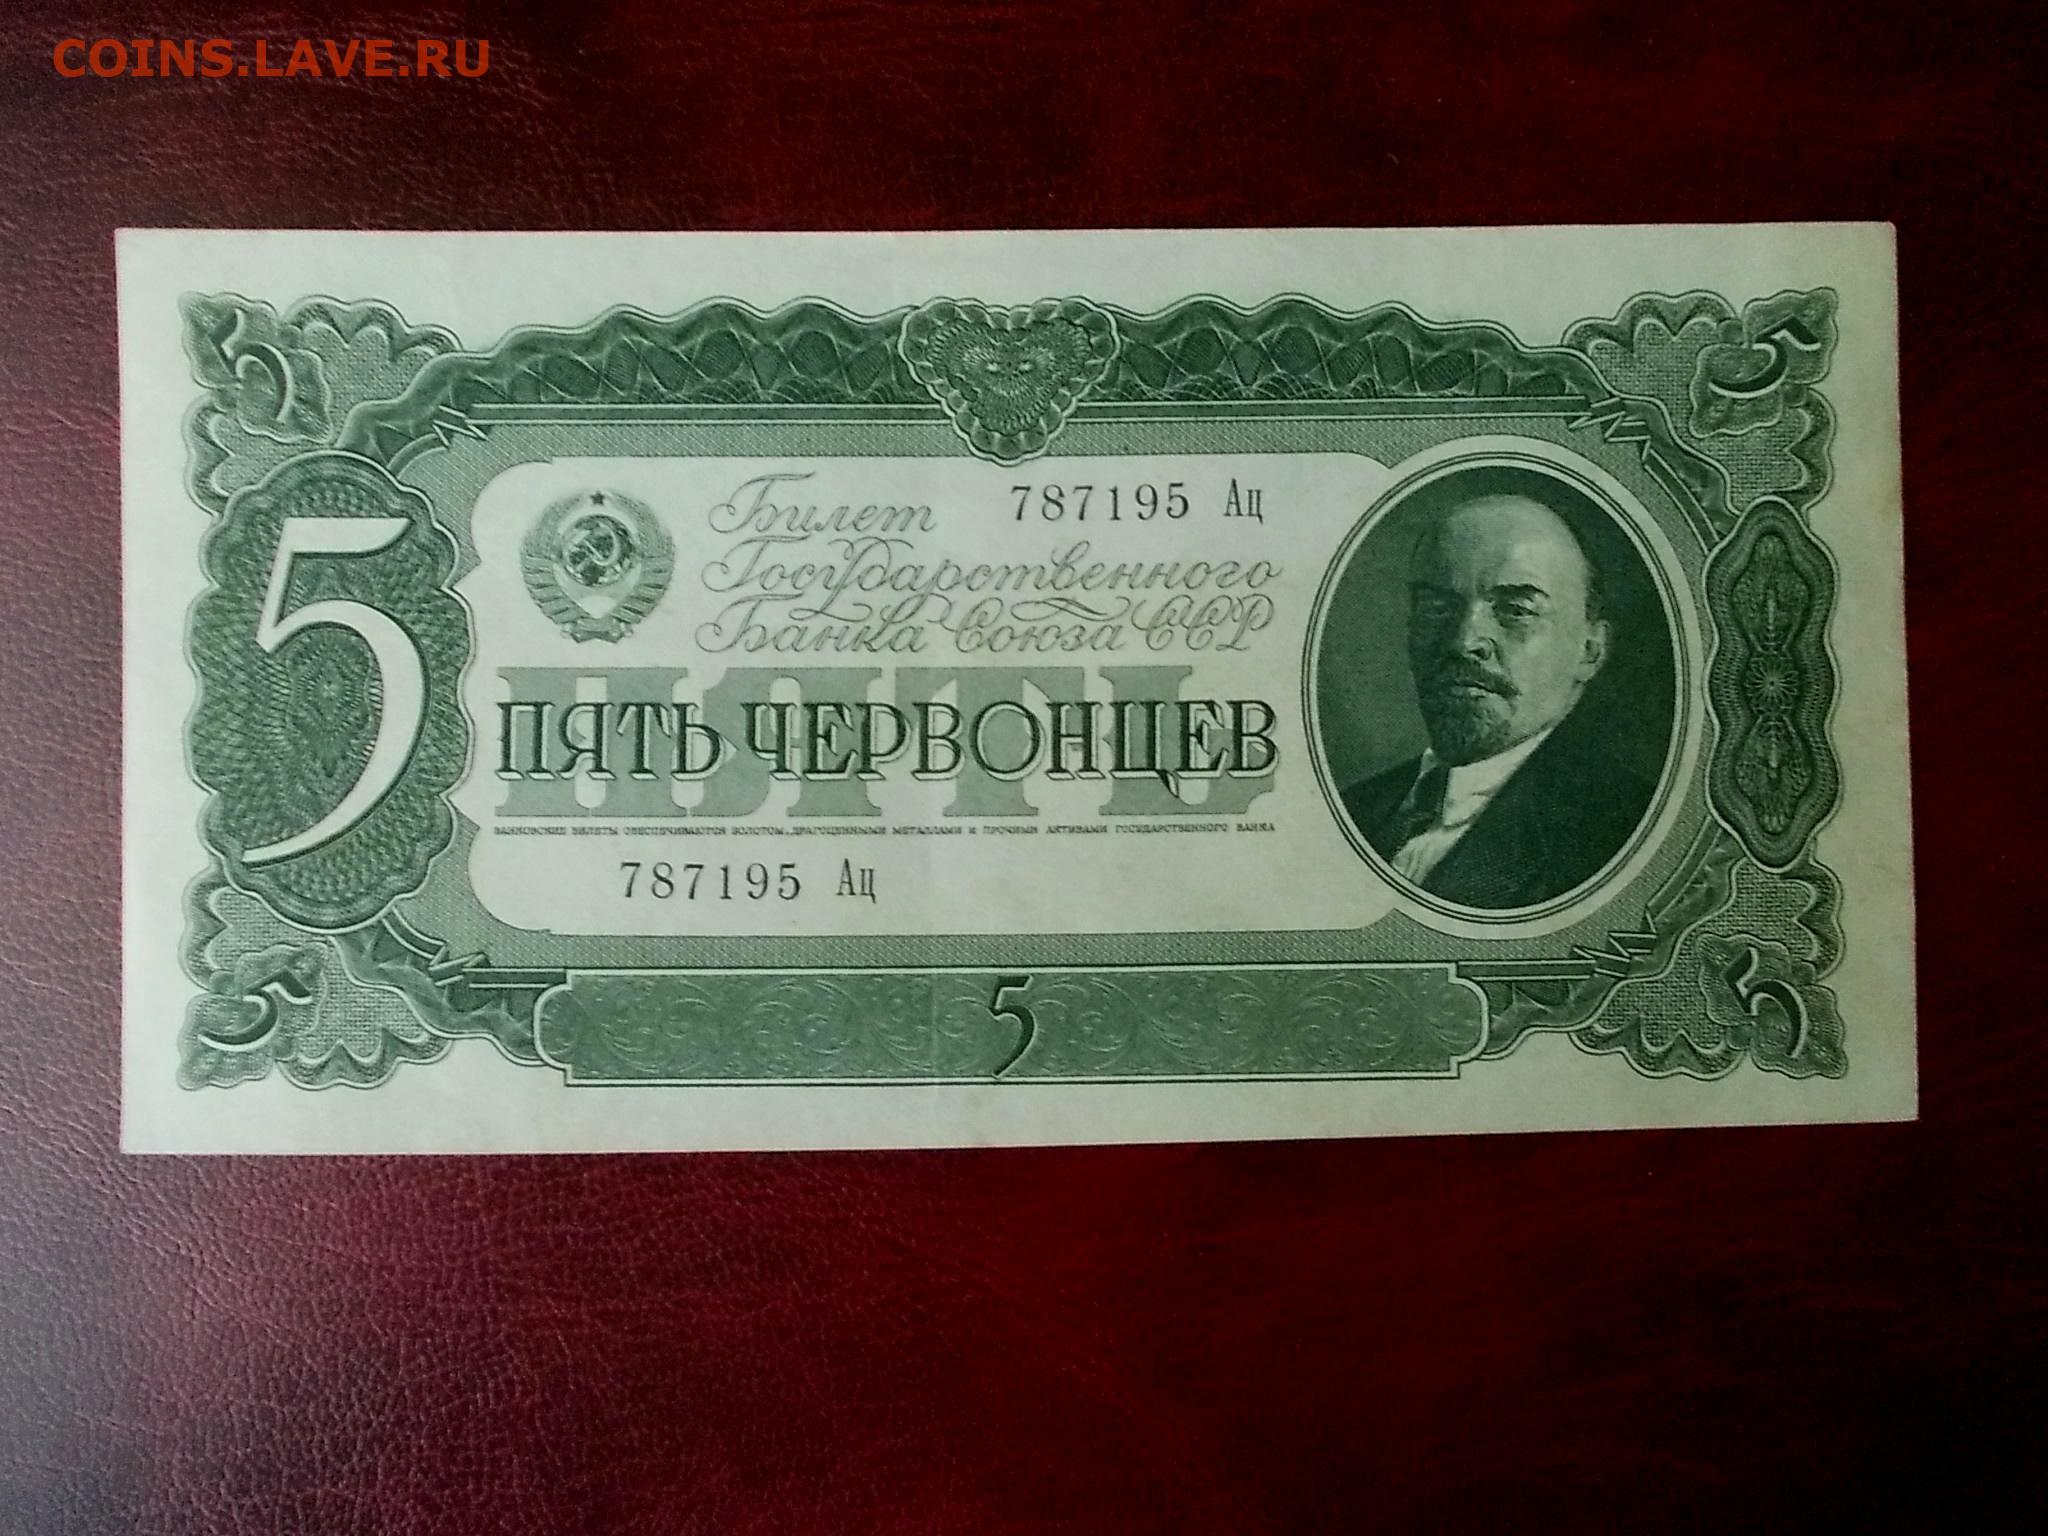 COINS.LAVE.RU
5 5
Билет 787195 Ац
Государственного
Банка Союза ССР
5
ПЯТЬ
ПЯТЬ ЧЕРВОНЦЕВ
БАНКОВСКИЕ БИЛЕТЫ ОБЕСПЕЧИВАЮТСЯ ЗОЛОТОМ, ДРАГОЦЕННЫМИ МЕТАЛЛАМИ И ПРОЧИМИ АКТИВАМИ ГОСУДАРСТВЕННОГО БАНКА
787195 Ац
5 5 5